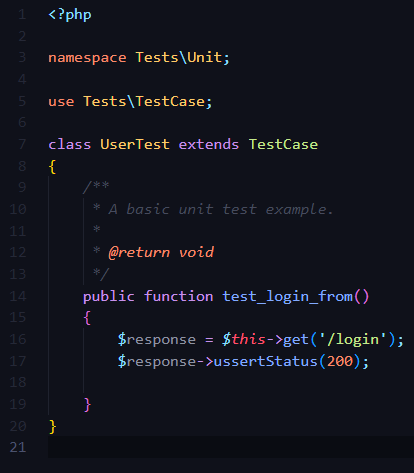 1 <?php
2
3 namespace Tests\Unit;
4
5 use Tests\TestCase;
6
7 class UserTest extends TestCase
8 {
9     /**
10      * A basic unit test example.
11      *
12      * @return void
13      */
14     public function test_login_from()
15     {
16         $response = $this->get('/login');
17         $response->ussertStatus(200);
18
19     }
20 }
21